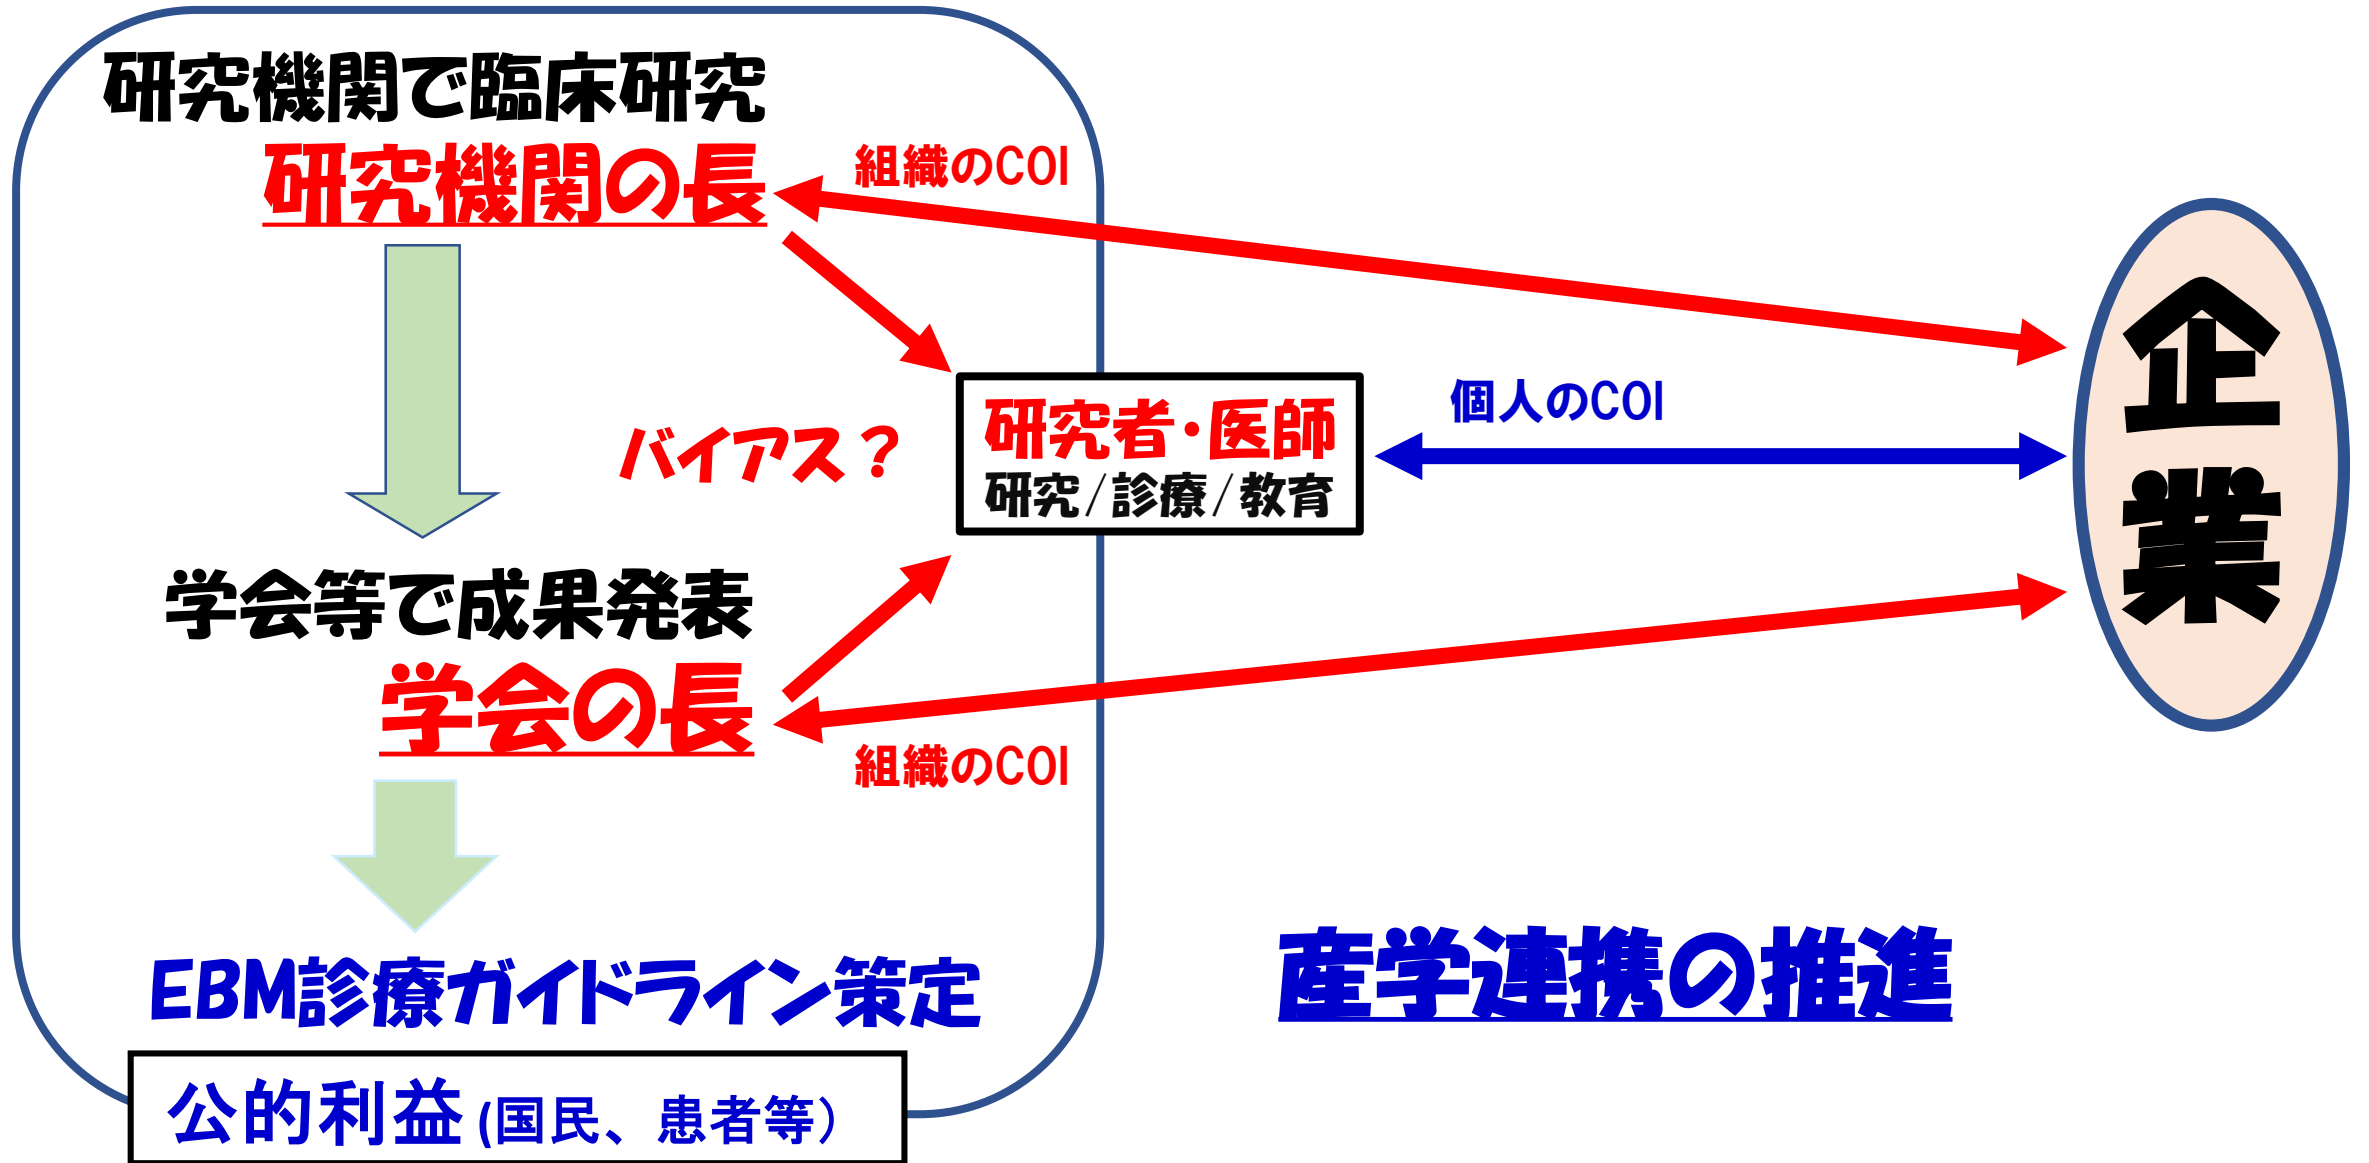 研究機関で臨床研究
研究機関の長
組織のCOI
企業
研究者・医師
研究/診療/教育
個人のCOI
バイアス？
学会等で成果発表
学会の長
組織のCOI
EBM診療ガイドライン策定
産学連携の推進
公的利益(国民、患者等）